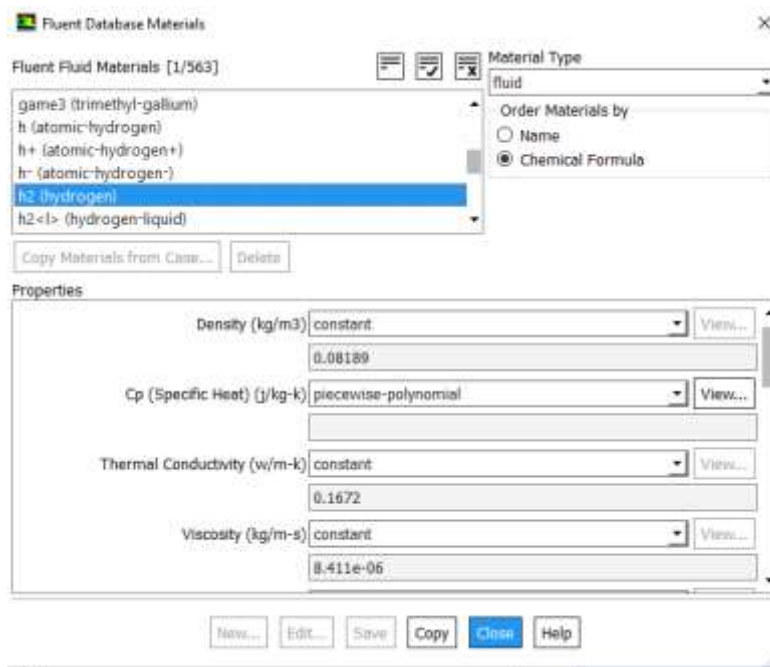 Fluent Database Materials
Fluent Fluid Materials [1/563]
Material Type
fluid
game3 (trimethyl-gallium)
h (atomic-hydrogen)
h+ (atomic-hydrogen+)
h- (atomic-hydrogen-)
h2 (hydrogen)
h2<l> (hydrogen-liquid)
Order Materials by
Name
Chemical Formula
Copy Materials from Case...
Delete
Properties
Density (kg/m3) constant View...
0.08189
Cp (Specific Heat) (j/kg-k) piecewise-polynomial View...
Thermal Conductivity (w/m-k) constant View...
0.1672
Viscosity (kg/m-s) constant View...
8.411e-06
New... Edit... Save Copy Close Help